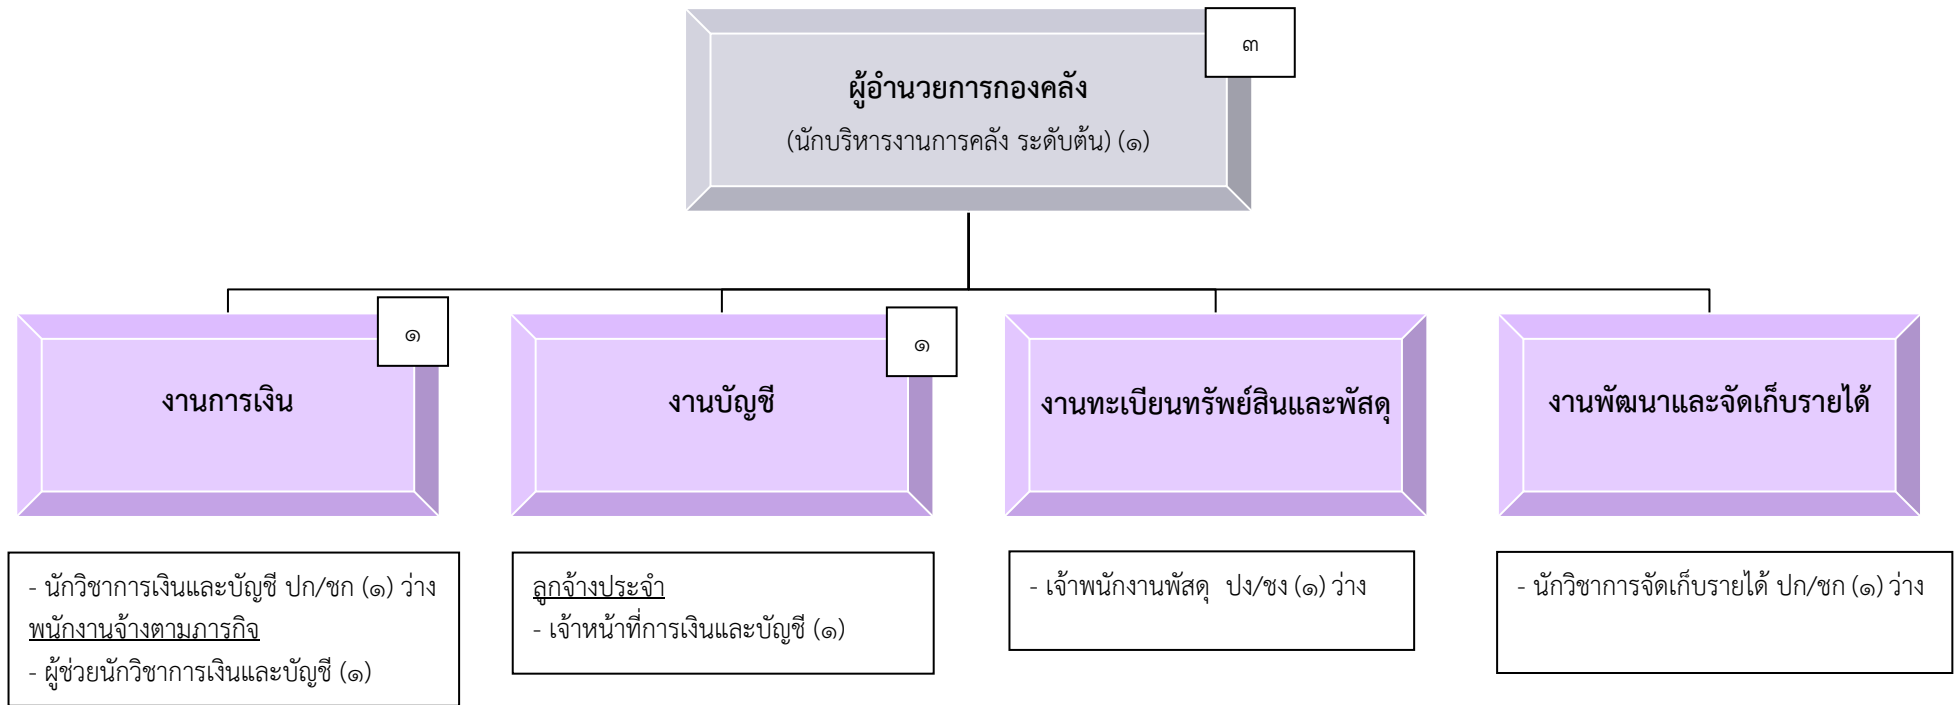 ๓
ผู้อำนวยการกองคลัง
(นักบริหารงานการคลัง ระดับต้น) (๑)
๑
งานการเงิน
๑
งานบัญชี
งานทะเบียนทรัพย์สินและพัสดุ
งานพัฒนาและจัดเก็บรายได้
- นักวิชาการเงินและบัญชี ปก/ชก (๑) ว่าง
พนักงานจ้างตามภารกิจ
- ผู้ช่วยนักวิชาการเงินและบัญชี (๑)
ลูกจ้างประจำ
- เจ้าหน้าที่การเงินและบัญชี (๑)
- เจ้าพนักงานพัสดุ ปง/ชง (๑) ว่าง
- นักวิชาการจัดเก็บรายได้ ปก/ชก (๑) ว่าง